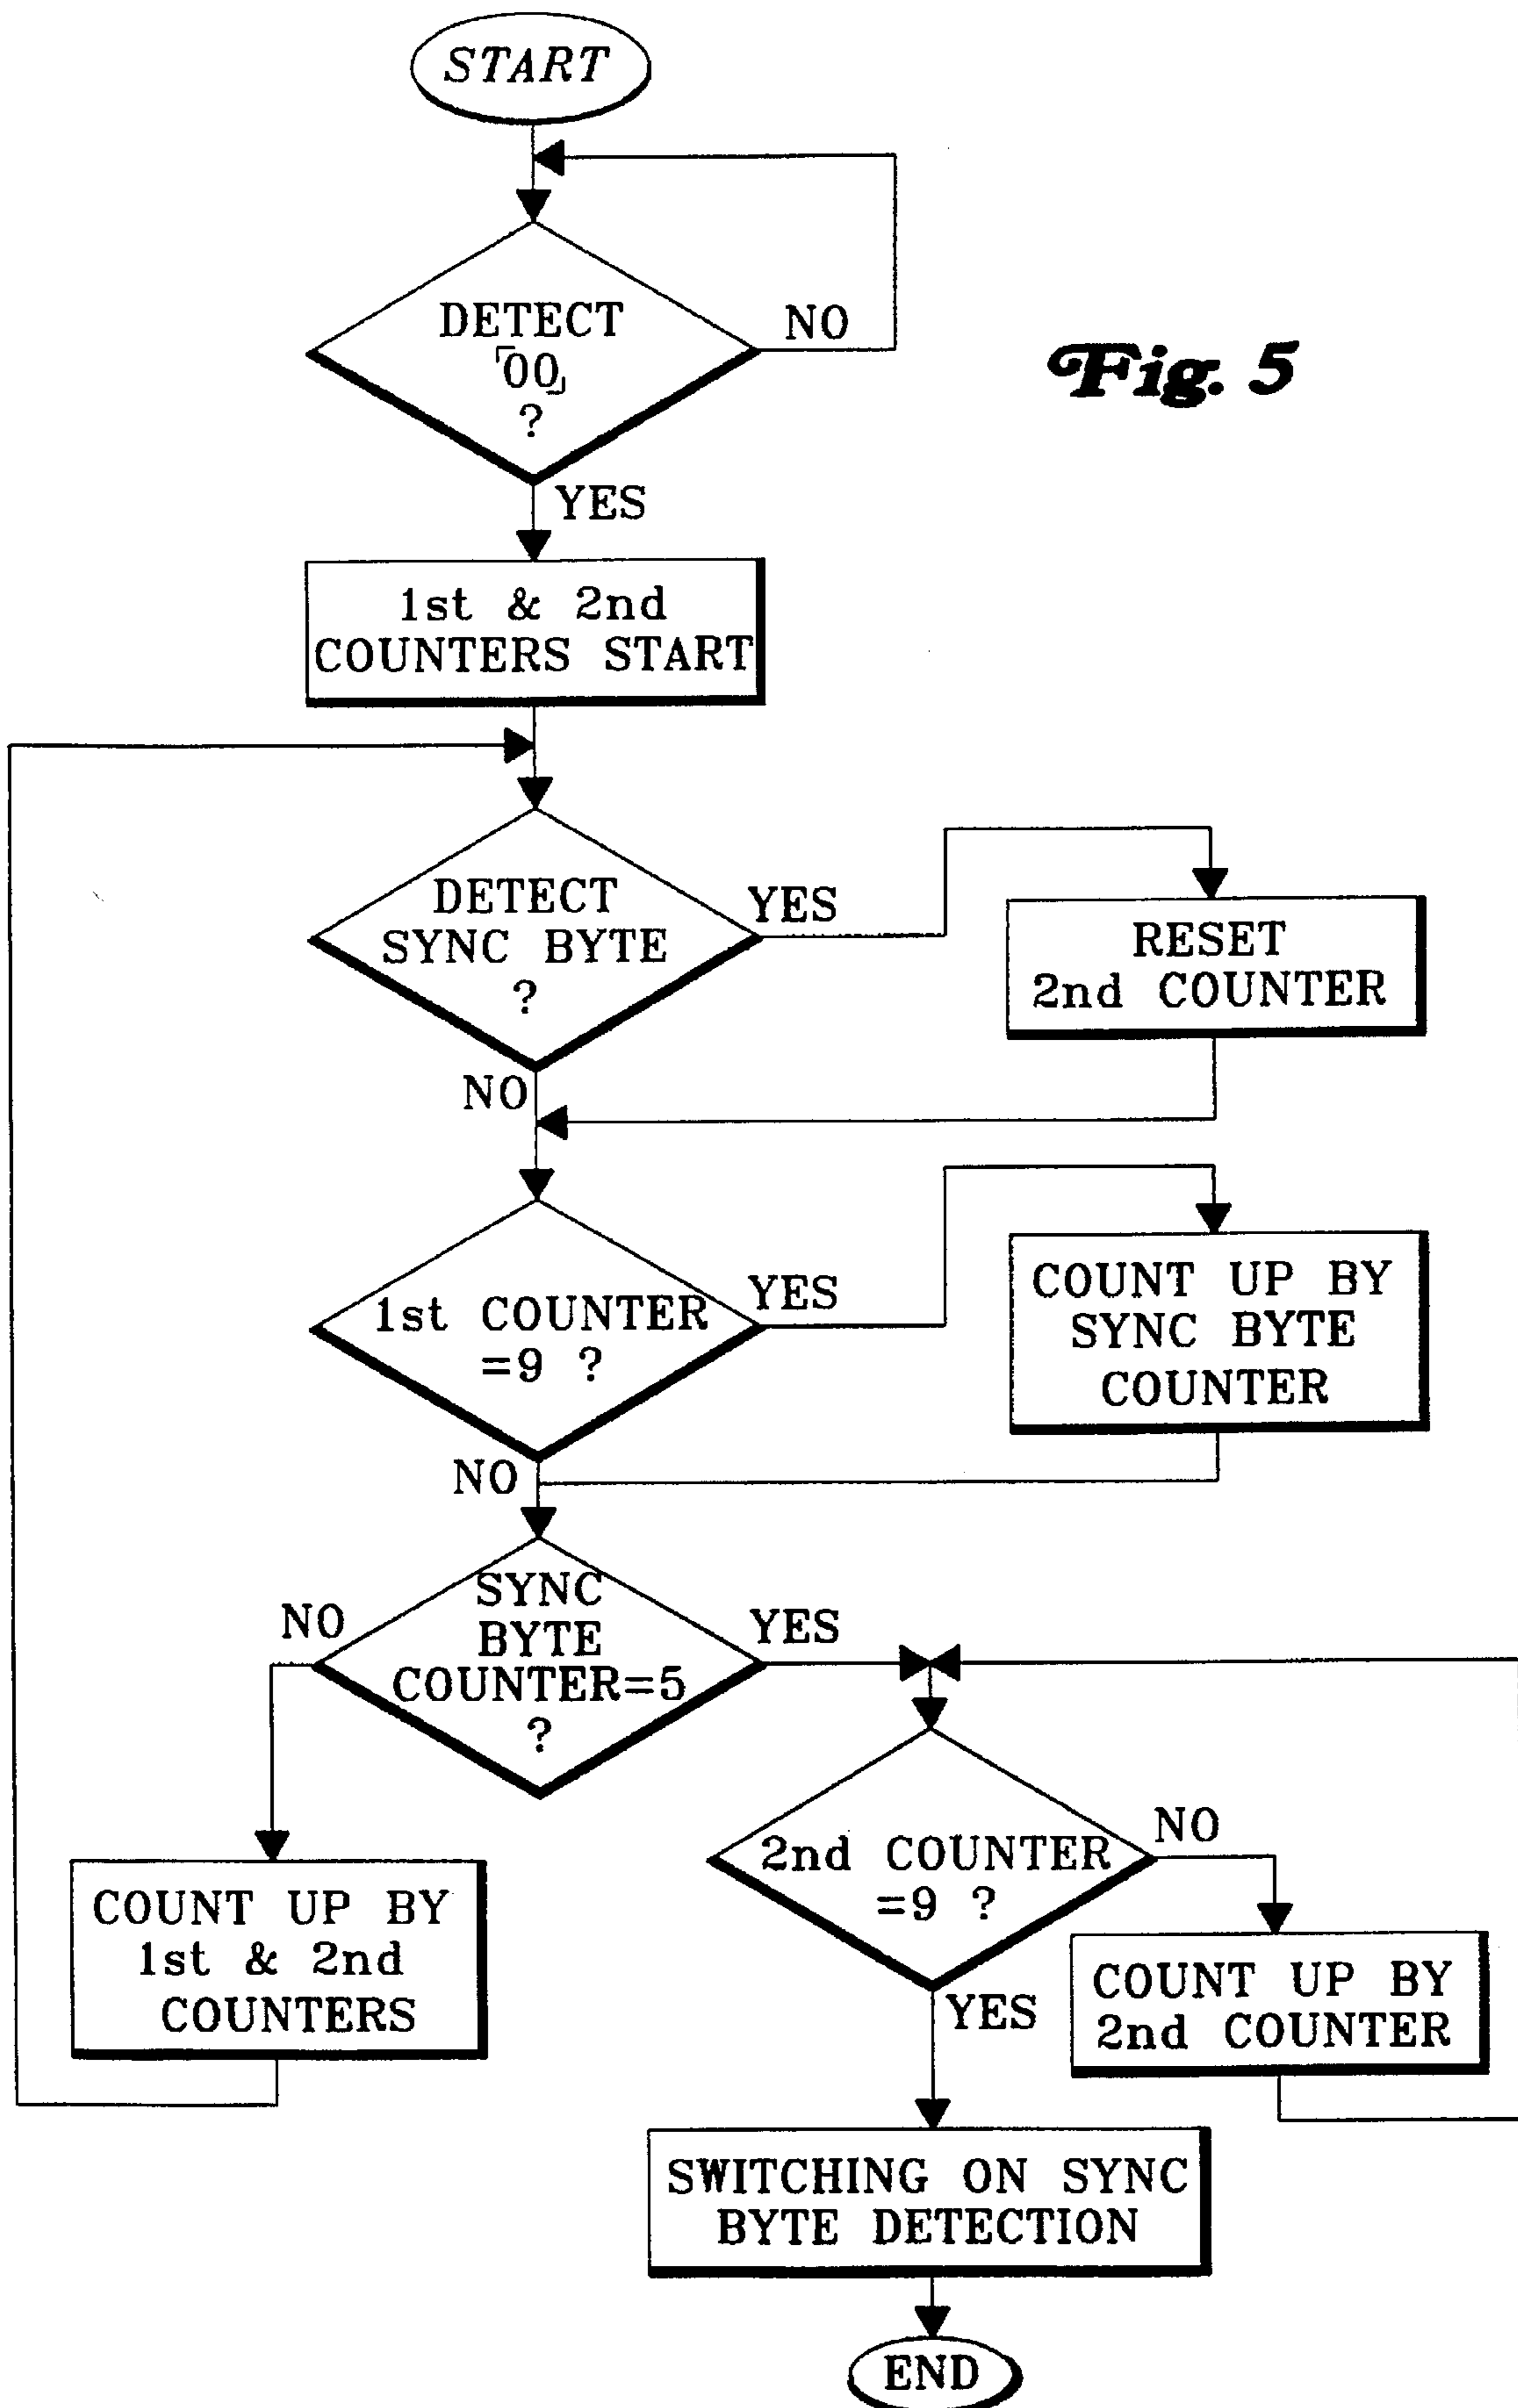 START
DETECT
「00」
?
NO
Fig. 5
YES
1st & 2nd
COUNTERS START
DETECT
SYNC BYTE
?
YES
RESET
2nd COUNTER
NO
1st COUNTER
=9 ?
YES
COUNT UP BY
SYNC BYTE
COUNTER
NO
SYNC
BYTE
COUNTER=5
?
NO
YES
COUNT UP BY
1st & 2nd
COUNTERS
2nd COUNTER
=9 ?
NO
COUNT UP BY
2nd COUNTER
YES
SWITCHING ON SYNC
BYTE DETECTION
END